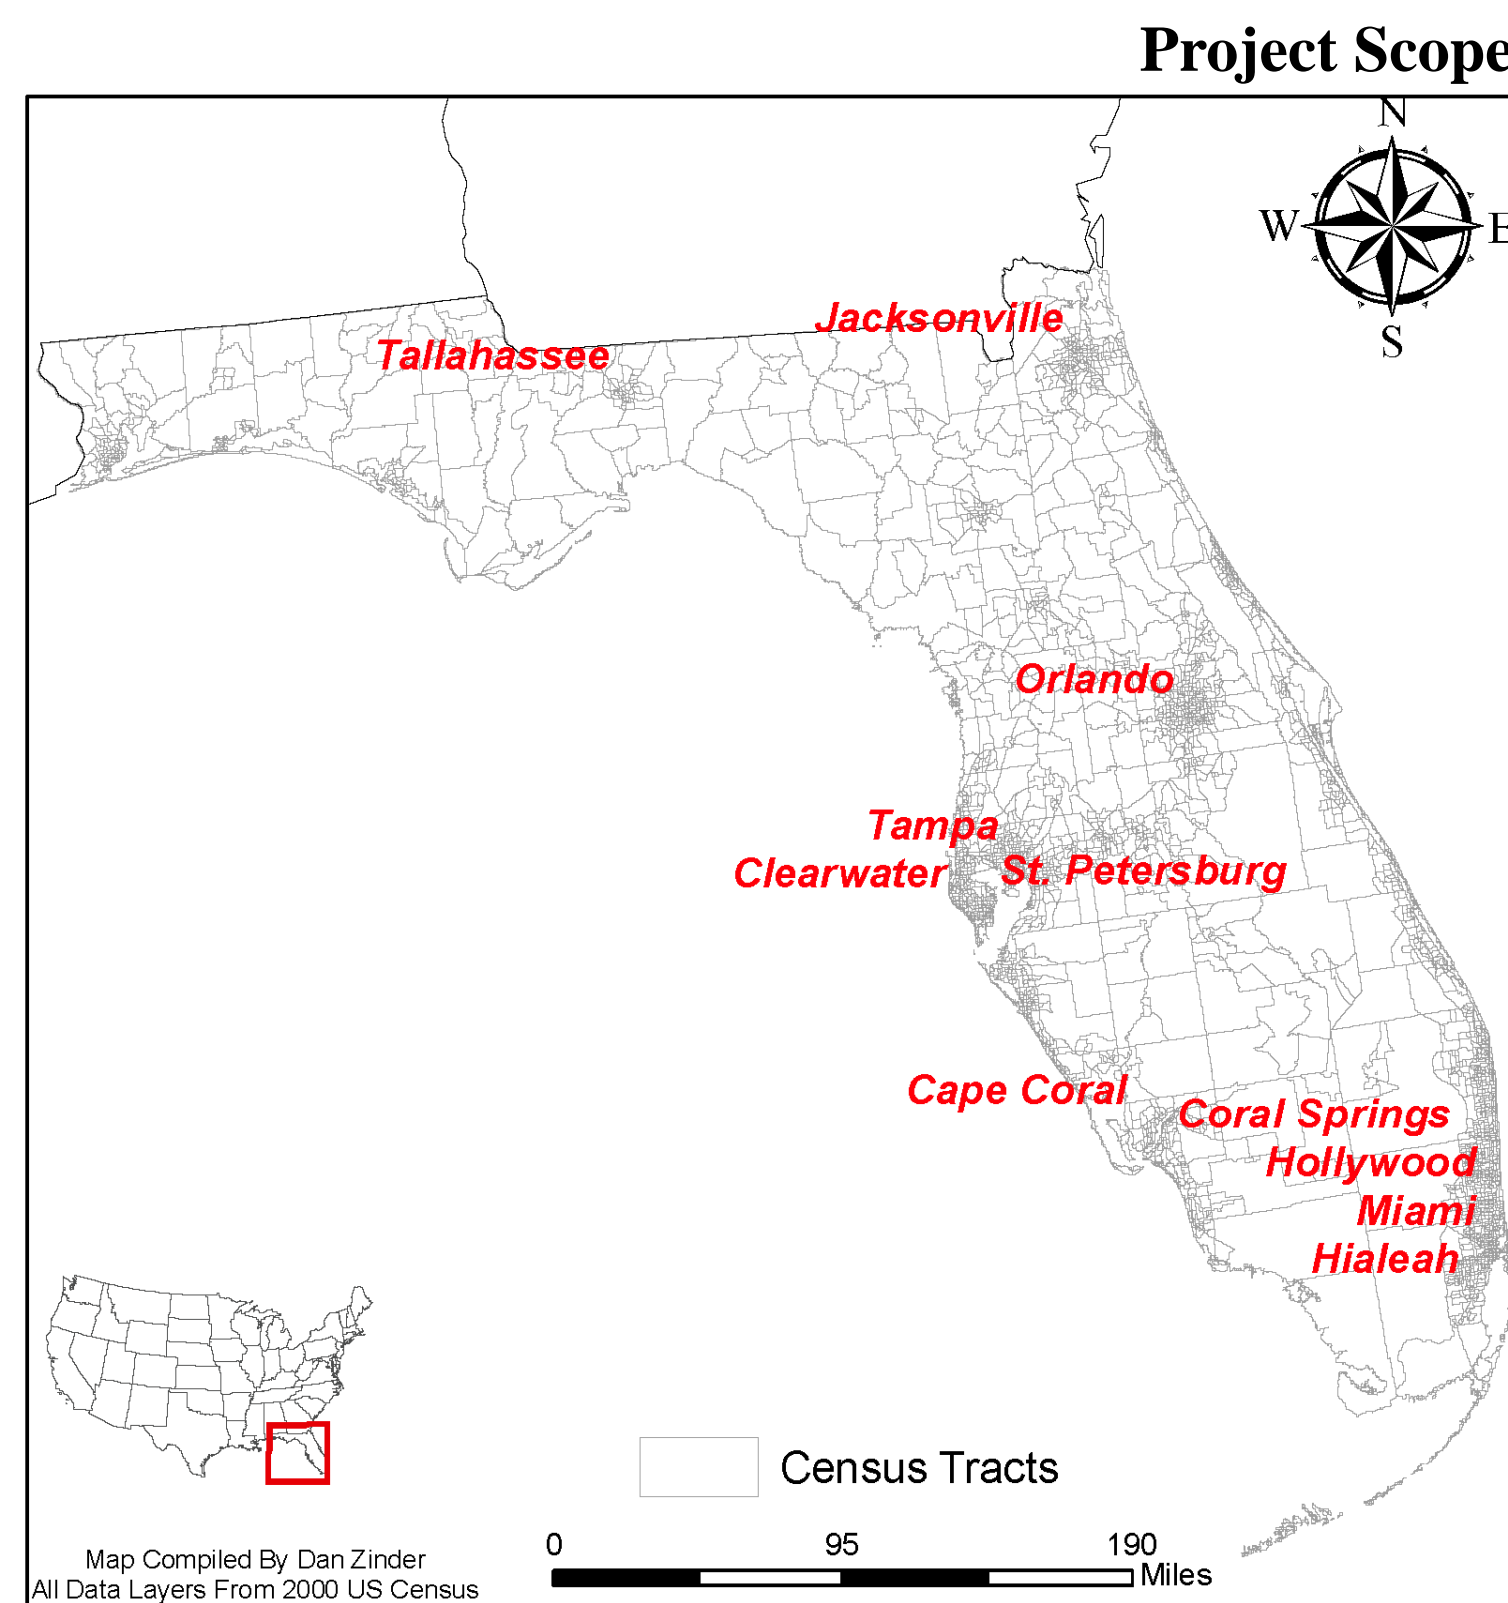 Project Scope
N
W E
S
Jacksonville
Tallahassee
Orlando
Tampa
Clearwater St. Petersburg
Cape Coral
Coral Springs
Hollywood
Miami
Hialeah
Census Tracts
0 95 190
Miles
Map Compiled By Dan Zinder
All Data Layers From 2000 US Census